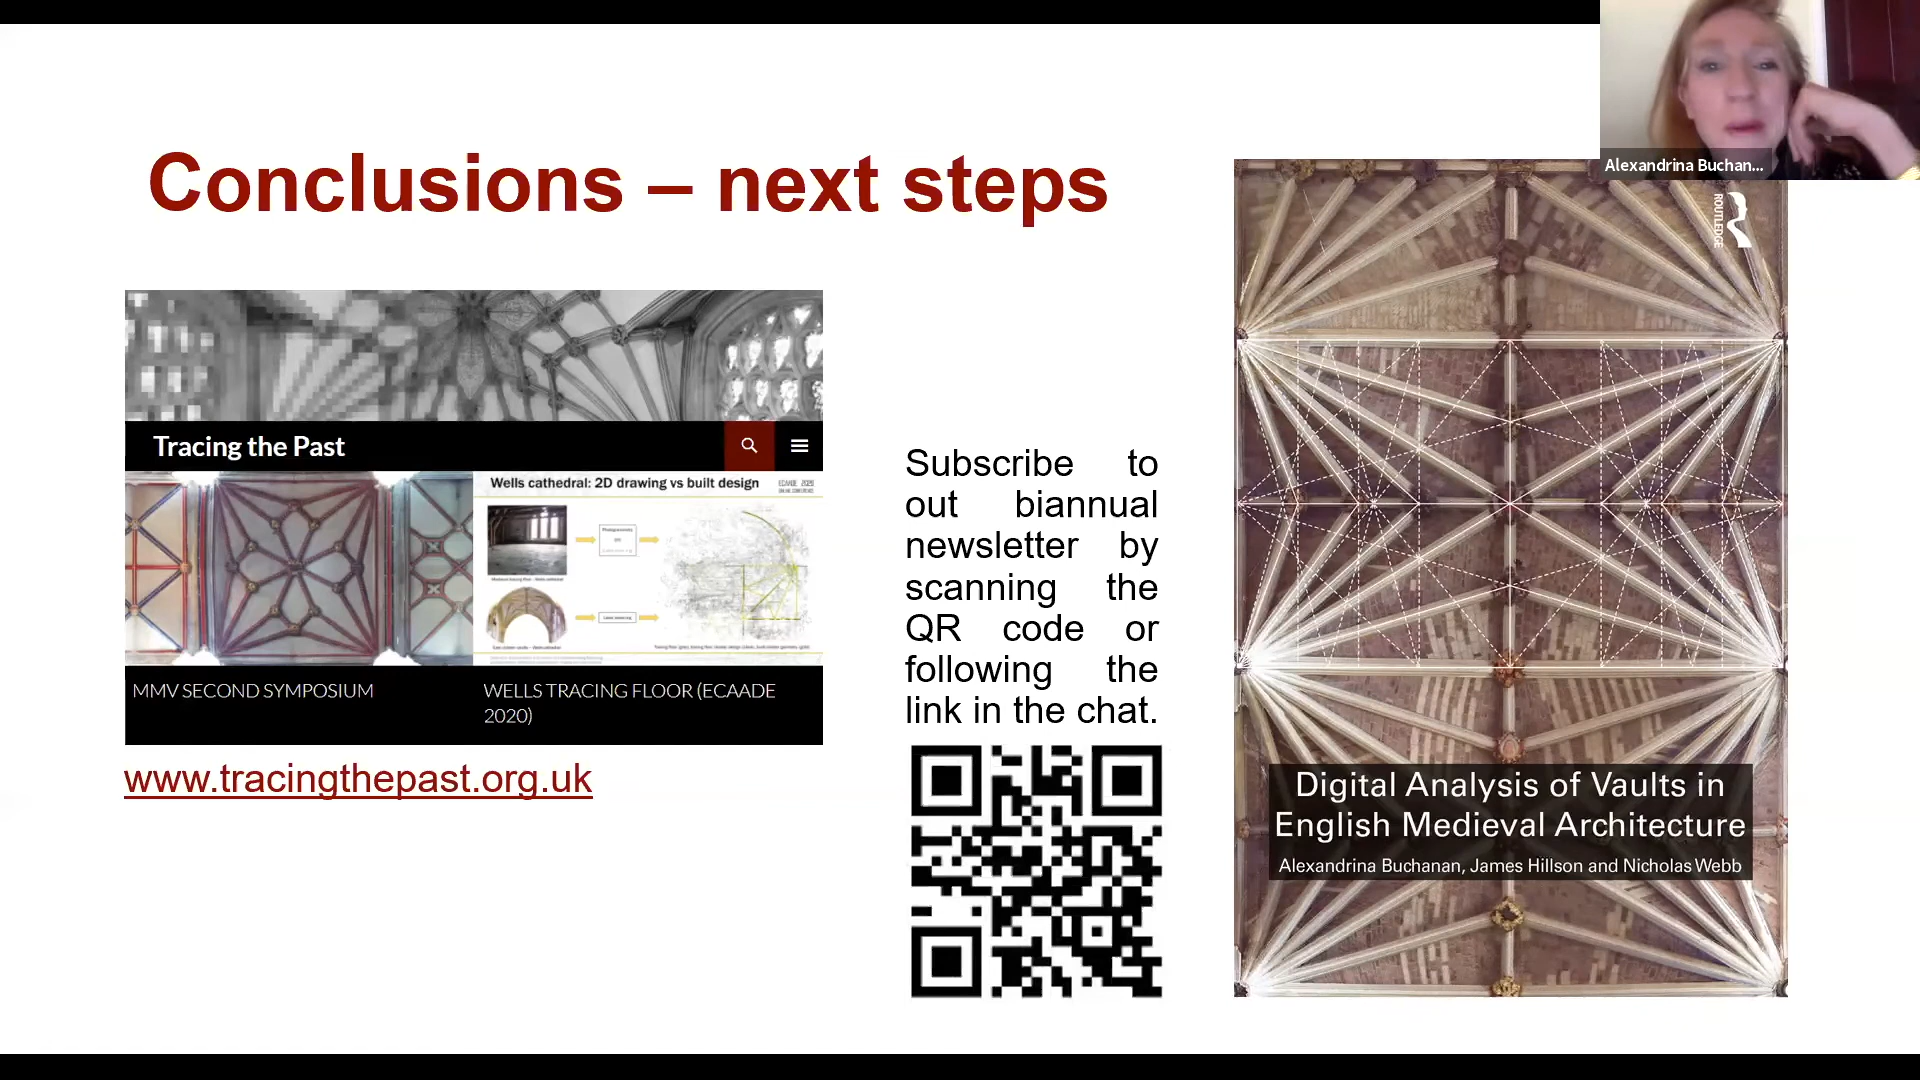 Alexandrina Buchan...
Conclusions – next steps
ROUTLEDGE
Tracing the Past
Wells cathedral: 2D drawing vs built design
MMV SECOND SYMPOSIUM
WELLS TRACING FLOOR (ECAADE
2020)
www.tracingthepast.org.uk
Subscribe to
out biannual
newsletter by
scanning the
QR code or
following the
link in the chat.
Digital Analysis of Vaults in
English Medieval Architecture
Alexandrina Buchanan, James Hillson and Nicholas Webb